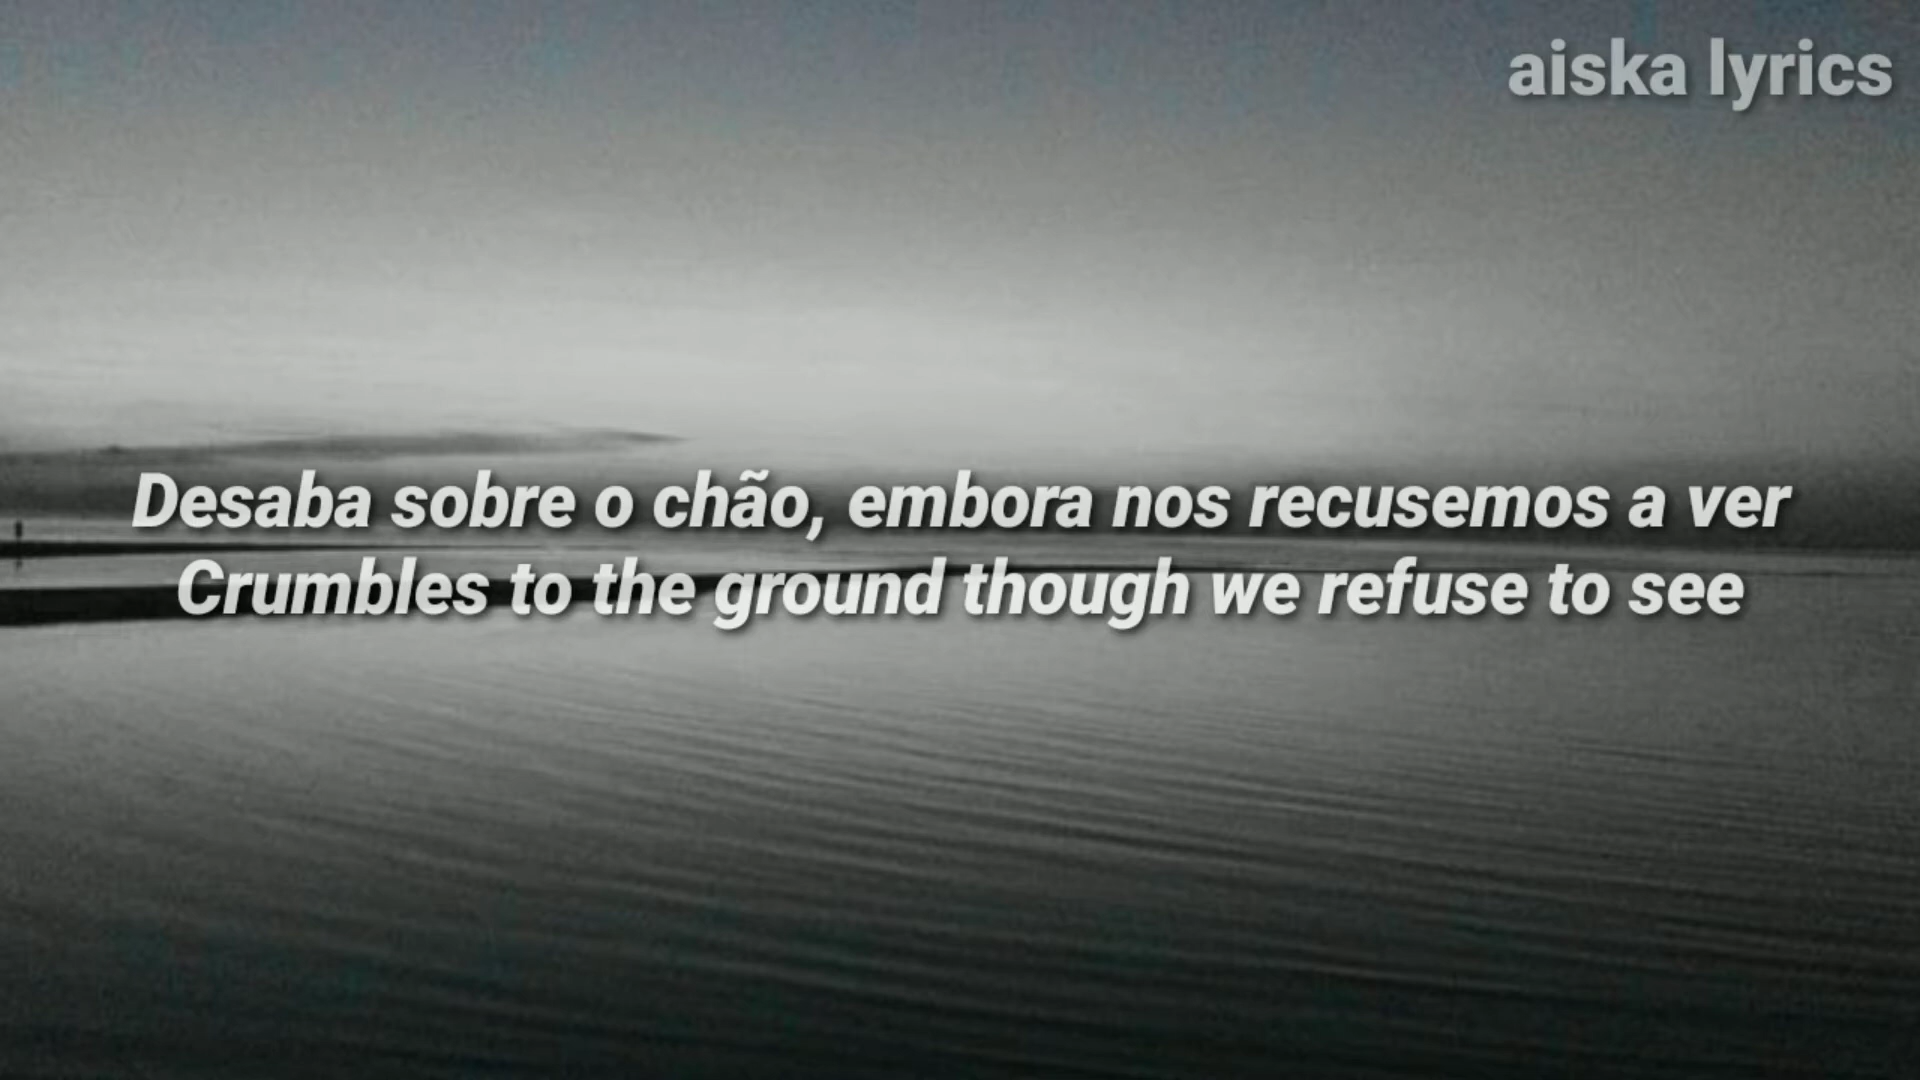 aiska lyrics
Desaba sobre o chão, embora nos recusemos a ver
Crumbles to the ground though we refuse to see